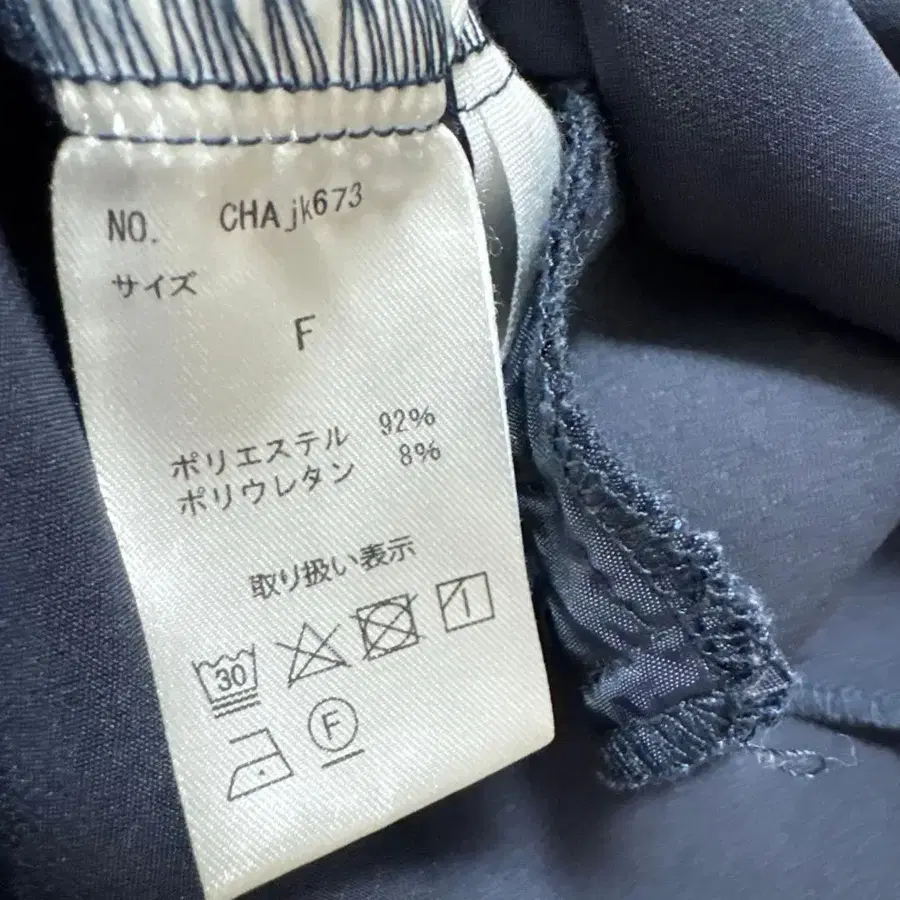 NO. CHAjk673
サイズ
F
ポリエステル 92%
ポリウレタン 8%
取り扱い表示
30
F